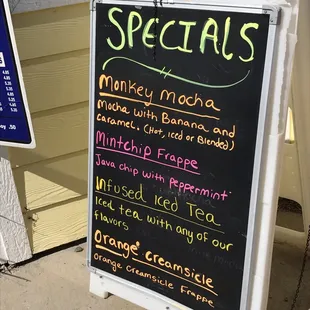 SPECIALS
Monkey Mocha
Mocha with Banana and
caramel. (Hot, iced or Blended)
Mintchip Frappe
Java chip with peppermint
Infused Iced Tea
Iced tea with any of our
flavors
Orange creamsicle
Orange Creamsicle Frappe
.50